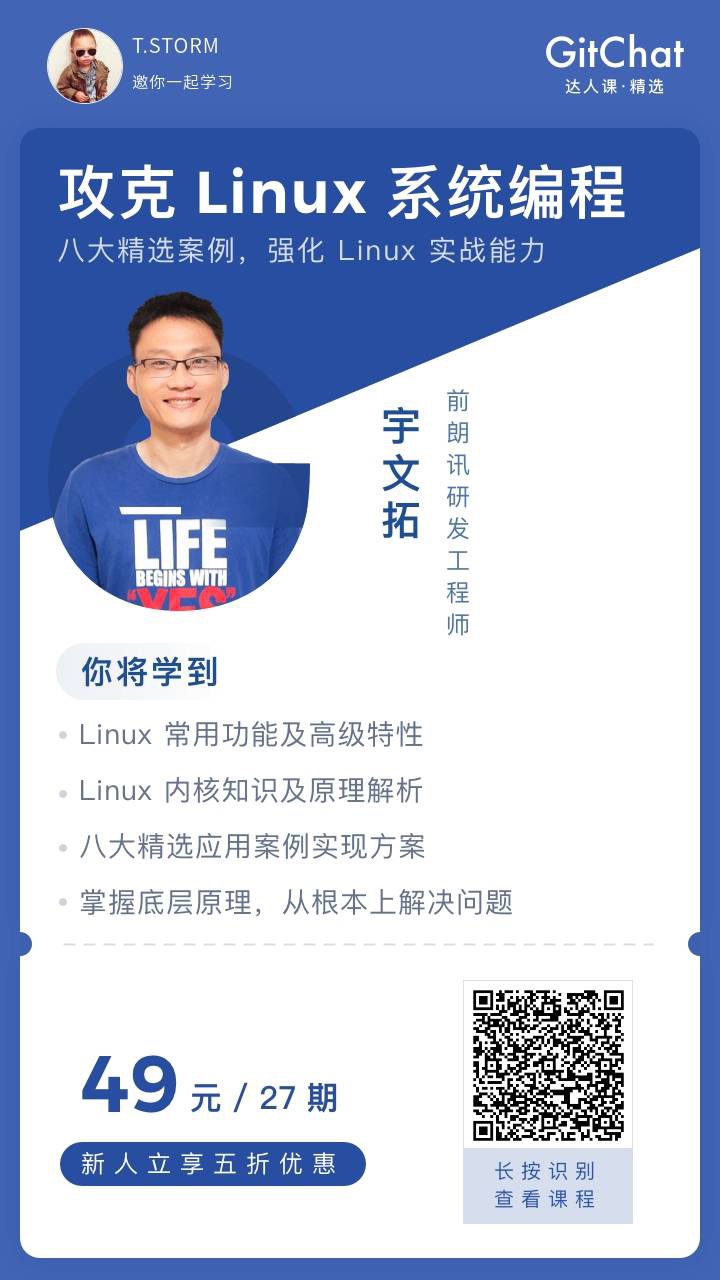 T.STORM
邀你一起学习
GitChat
达人课·精选
攻克 Linux 系统编程
八大精选案例，强化 Linux 实战能力
宇文拓
前朗讯研发工程师
LIFE
BEGINS WITH
"YES"
你将学到
Linux 常用功能及高级特性
Linux 内核知识及原理解析
八大精选应用案例实现方案
掌握底层原理，从根本上解决问题
49 元 / 27 期
新人立享五折优惠
长按识别
查看课程